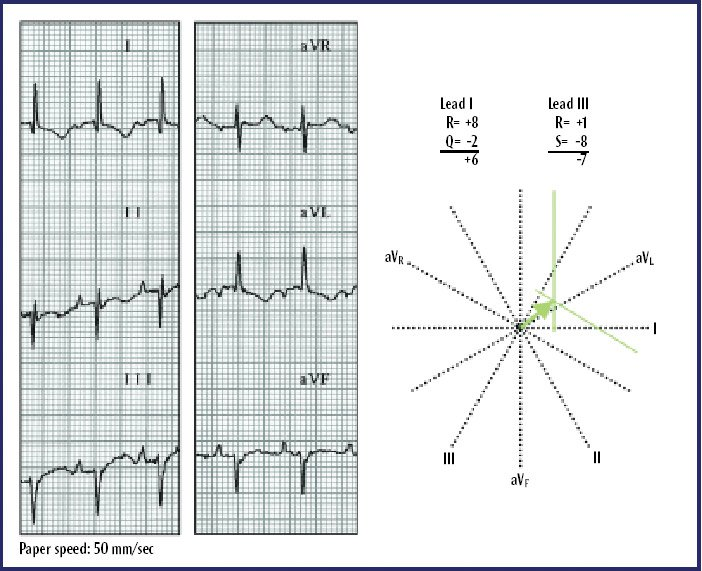 I
aVR
II
aVL
III
aVF
Paper speed: 50 mm/sec
Lead I
R= +8
Q= -2
+6
Lead III
R= +1
S= -8
-7
aVR
aVL
I
III
II
aVF